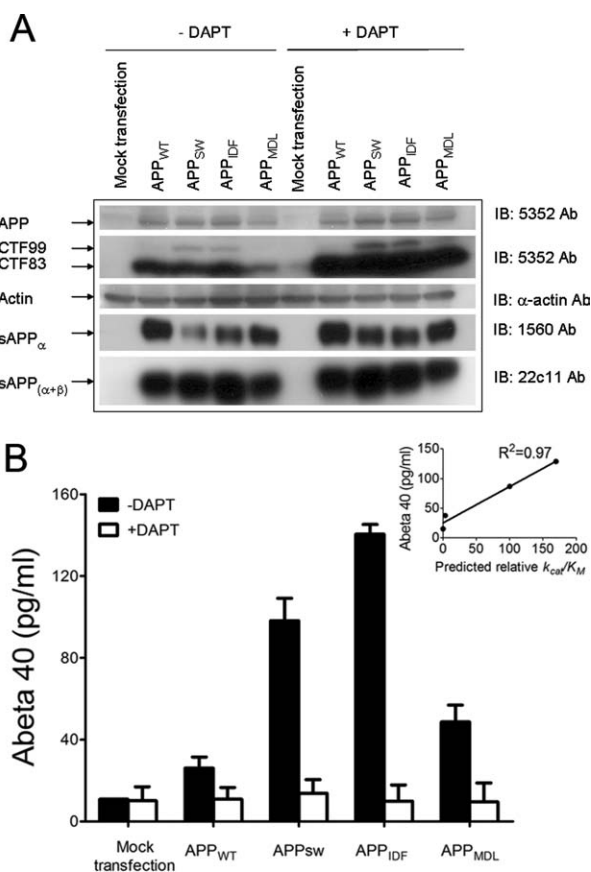 A
- DAPT
+ DAPT
Mock transfection
APPWT
APPSW
APPIDF
APPMDL
Mock transfection
APPWT
APPSW
APPIDF
APPMDL
APP
IB: 5352 Ab
CTF99
CTF83
IB: 5352 Ab
Actin
IB: α-actin Ab
sAPPα
IB: 1560 Ab
sAPP(α+β)
IB: 22c11 Ab
B
Abeta 40 (pg/ml)
160
120
80
40
0
-DAPT
+DAPT
Abeta 40 (pg/ml)
150
100
50
0
R²=0.97
0 50 100 150 200
Predicted relative kcat/KM
Mock transfection
APPWT
APPsw
APPIDF
APPMDL